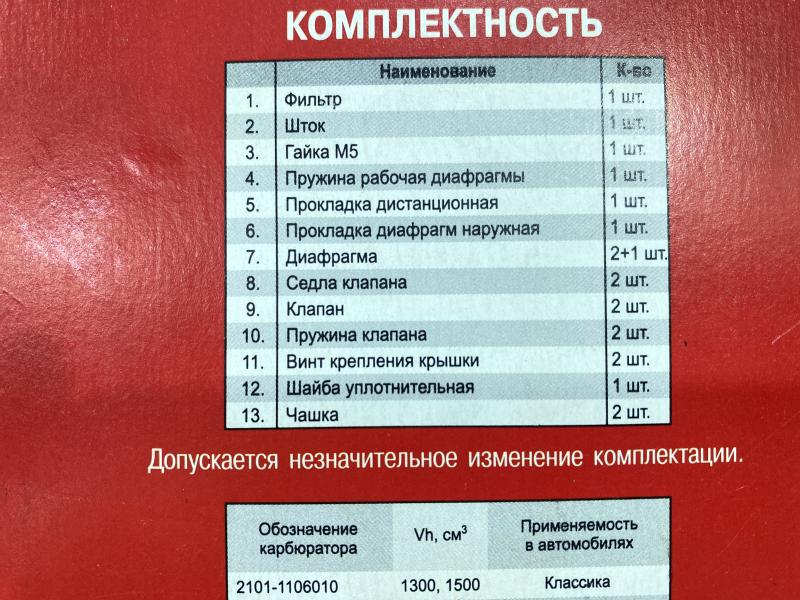 КОМПЛЕКТНОСТЬ
Наименование К-во
1. Фильтр 1 шт.
2. Шток 1 шт.
3. Гайка М5 1 шт.
4. Пружина рабочая диафрагмы 1 шт.
5. Прокладка дистанционная 1 шт.
6. Прокладка диафрагм наружная 1 шт.
7. Диафрагма 2+1 шт.
8. Седла клапана 2 шт.
9. Клапан 2 шт.
10. Пружина клапана 2 шт.
11. Винт крепления крышки 2 шт.
12. Шайба уплотнительная 1 шт.
13. Чашка 2 шт.
Допускается незначительное изменение комплектации.
Обозначение карбюратора Vh, см³ Применяемость в автомобилях
2101-1106010 1300, 1500 Классика